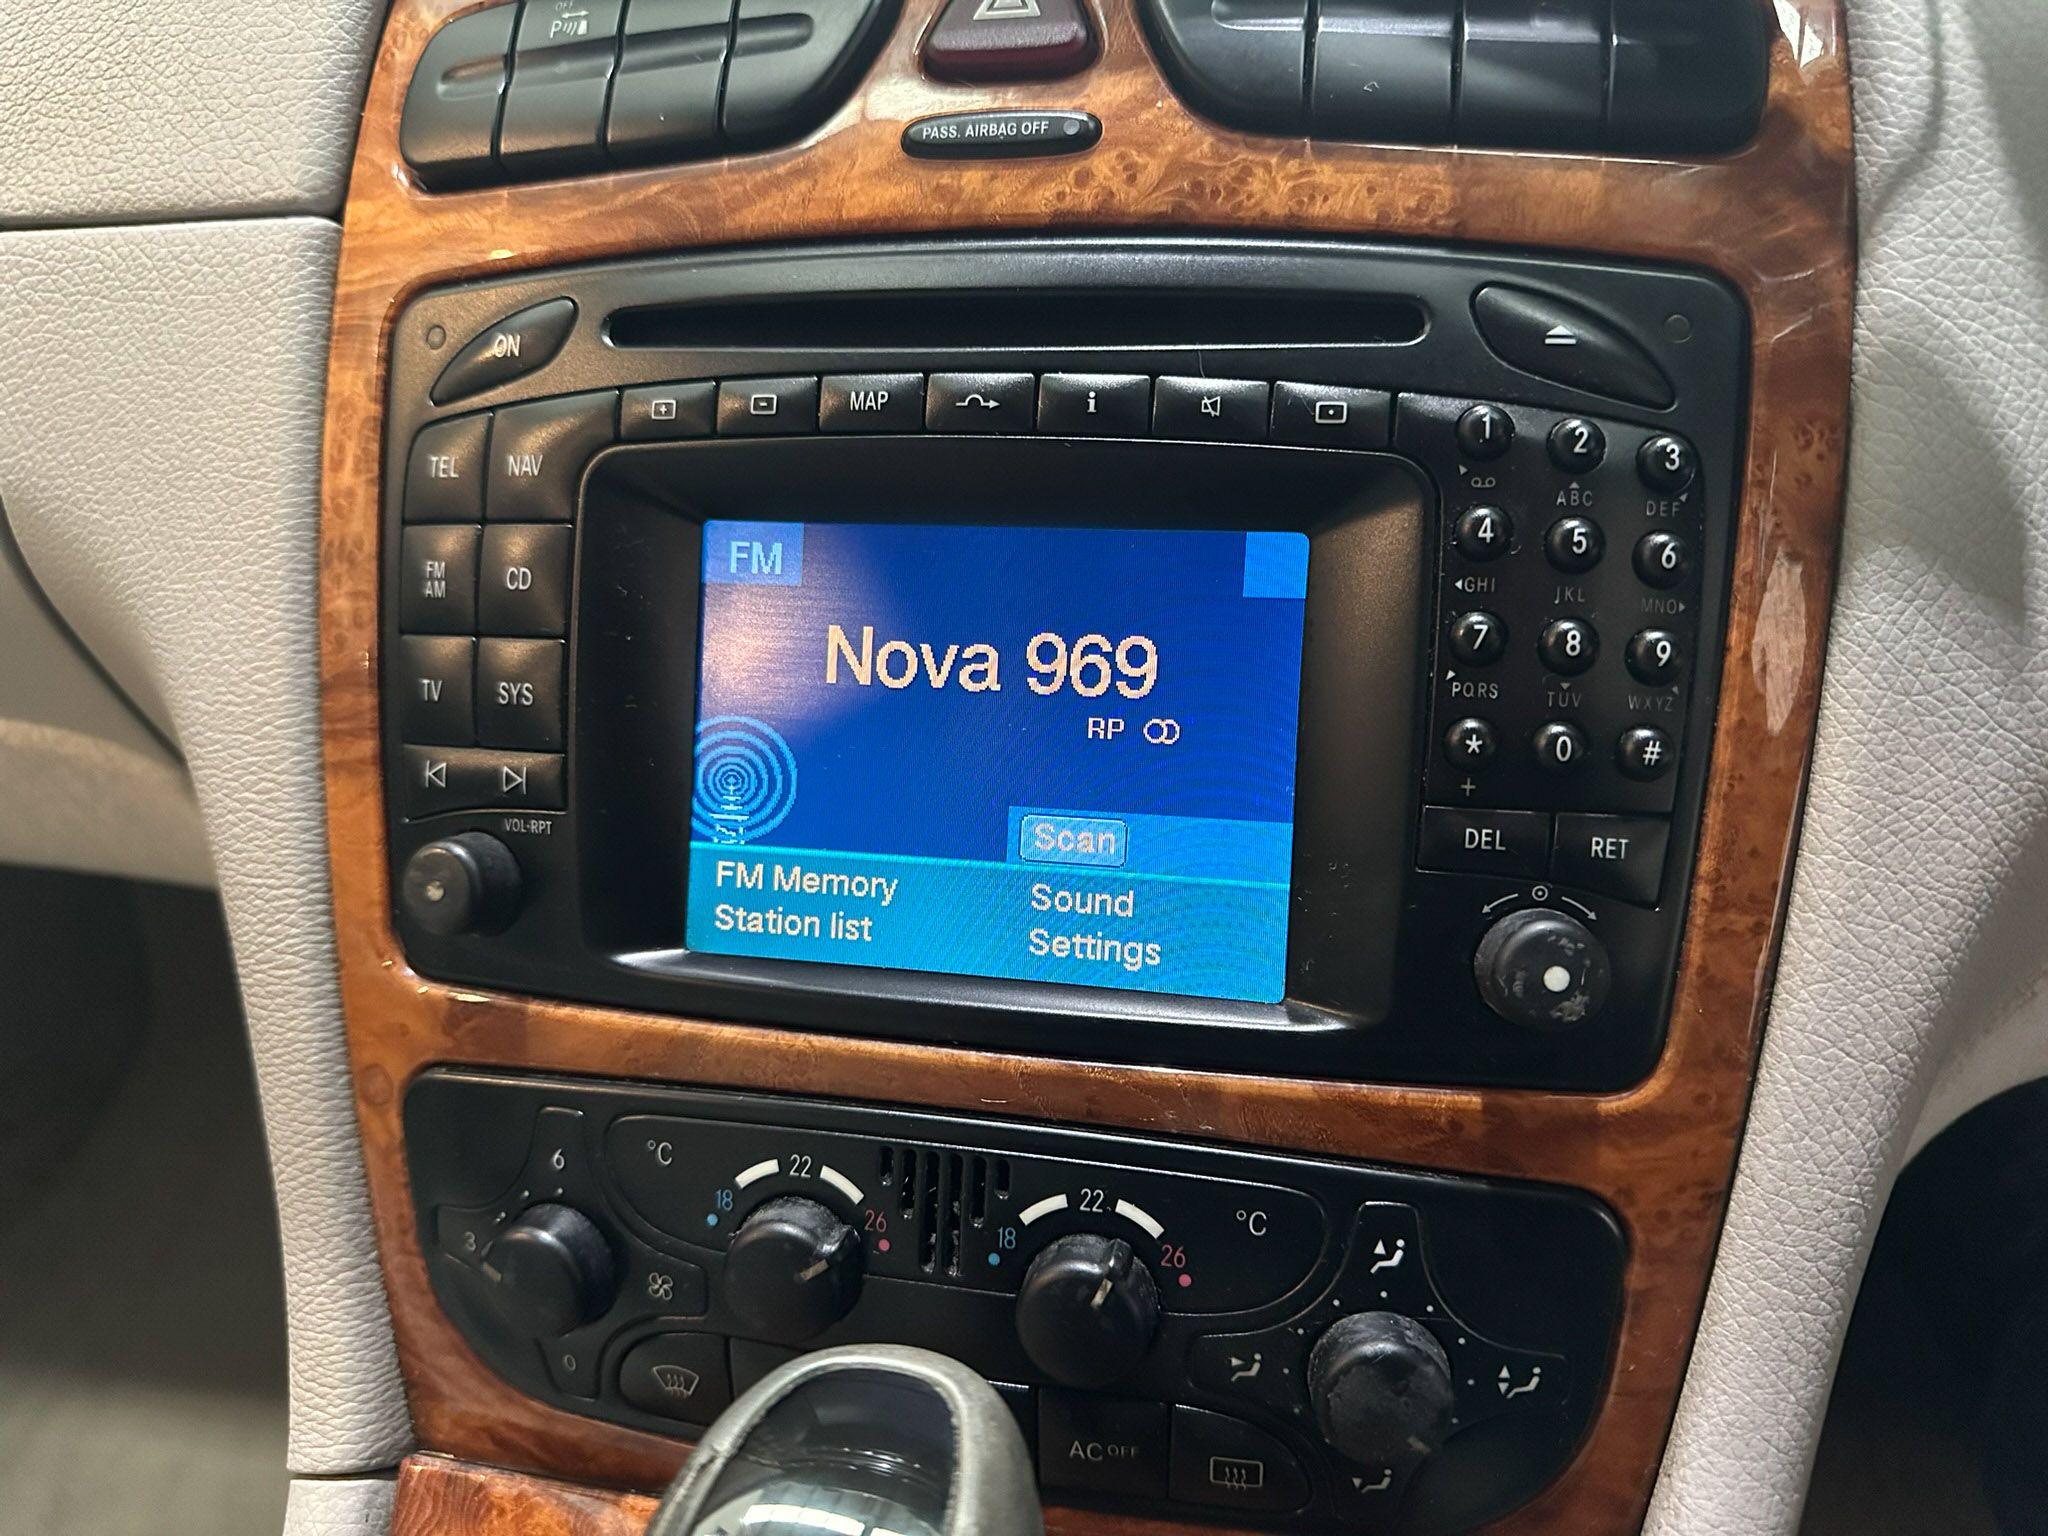 OFF
P
PASS. AIRBAG OFF
ON
MAP
i
TEL
NAV
FM
AM
CD
TV
SYS
VOL·RPT
FM
Nova 969
RP
Scan
FM Memory
Sound
Station list
Settings
1
2
3
ABC
DEF
4
5
6
GHI
JKL
MNO
7
8
9
PQRS
TUV
WXYZ
*
0
#
+
DEL
RET
6
3
0
°C
18
22
26
18
22
26
°C
AC OFF